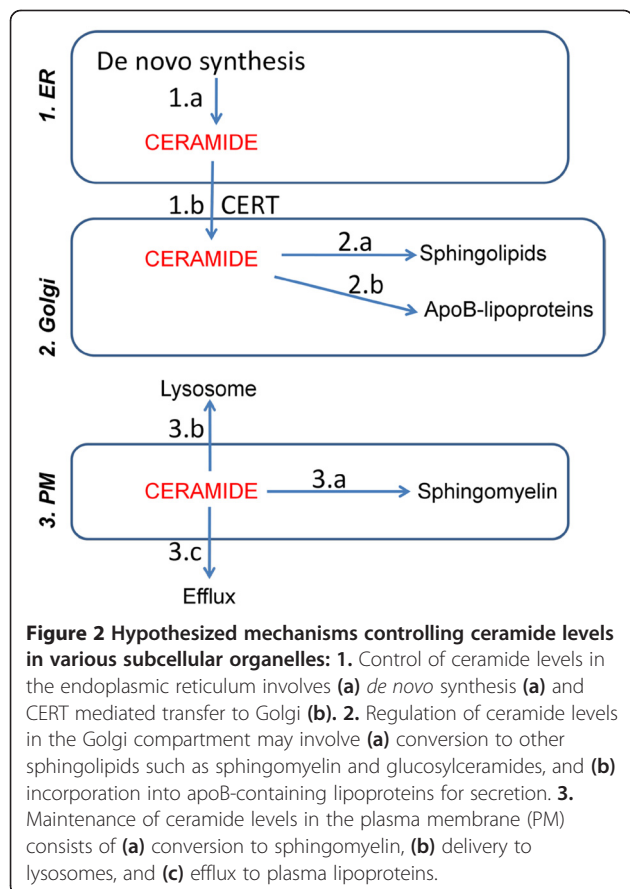 1. ER
De novo synthesis
1.a
CERAMIDE
1.b CERT
2. Golgi
CERAMIDE
2.a
Sphingolipids
2.b
ApoB-lipoproteins
Lysosome
3.b
3. PM
CERAMIDE
3.a
Sphingomyelin
3.c
Efflux
Figure 2 Hypothesized mechanisms controlling ceramide levels
in various subcellular organelles: 1. Control of ceramide levels in
the endoplasmic reticulum involves (a) de novo synthesis (a) and
CERT mediated transfer to Golgi (b). 2. Regulation of ceramide levels
in the Golgi compartment may involve (a) conversion to other
sphingolipids such as sphingomyelin and glucosylceramides, and (b)
incorporation into apoB-containing lipoproteins for secretion. 3.
Maintenance of ceramide levels in the plasma membrane (PM)
consists of (a) conversion to sphingomyelin, (b) delivery to
lysosomes, and (c) efflux to plasma lipoproteins.